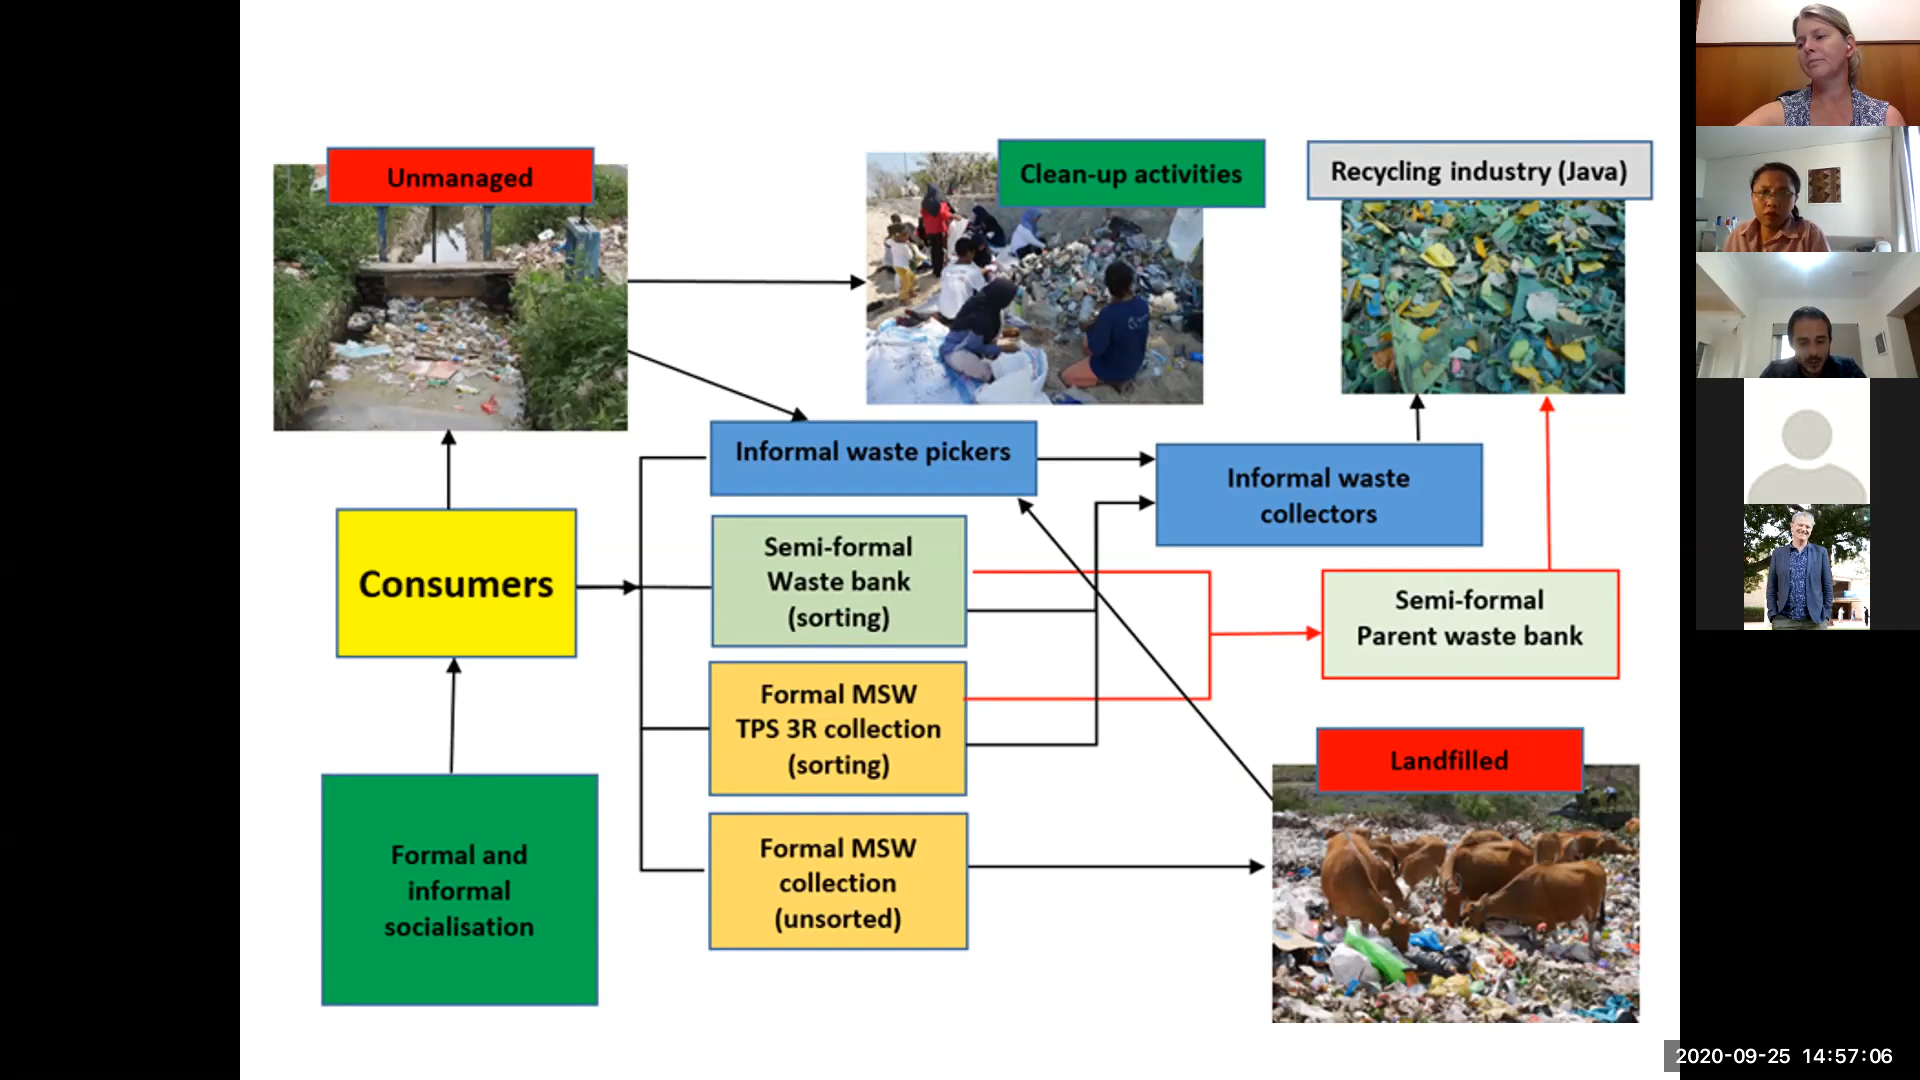 Unmanaged
Clean-up activities
Recycling industry (Java)
Informal waste pickers
Informal waste
collectors
Semi-formal
Waste bank
(sorting)
Consumers
Semi-formal
Parent waste bank
Formal MSW
TPS 3R collection
(sorting)
Landfilled
Formal and
informal
socialisation
Formal MSW
collection
(unsorted)
2020-09-25 14:57:06